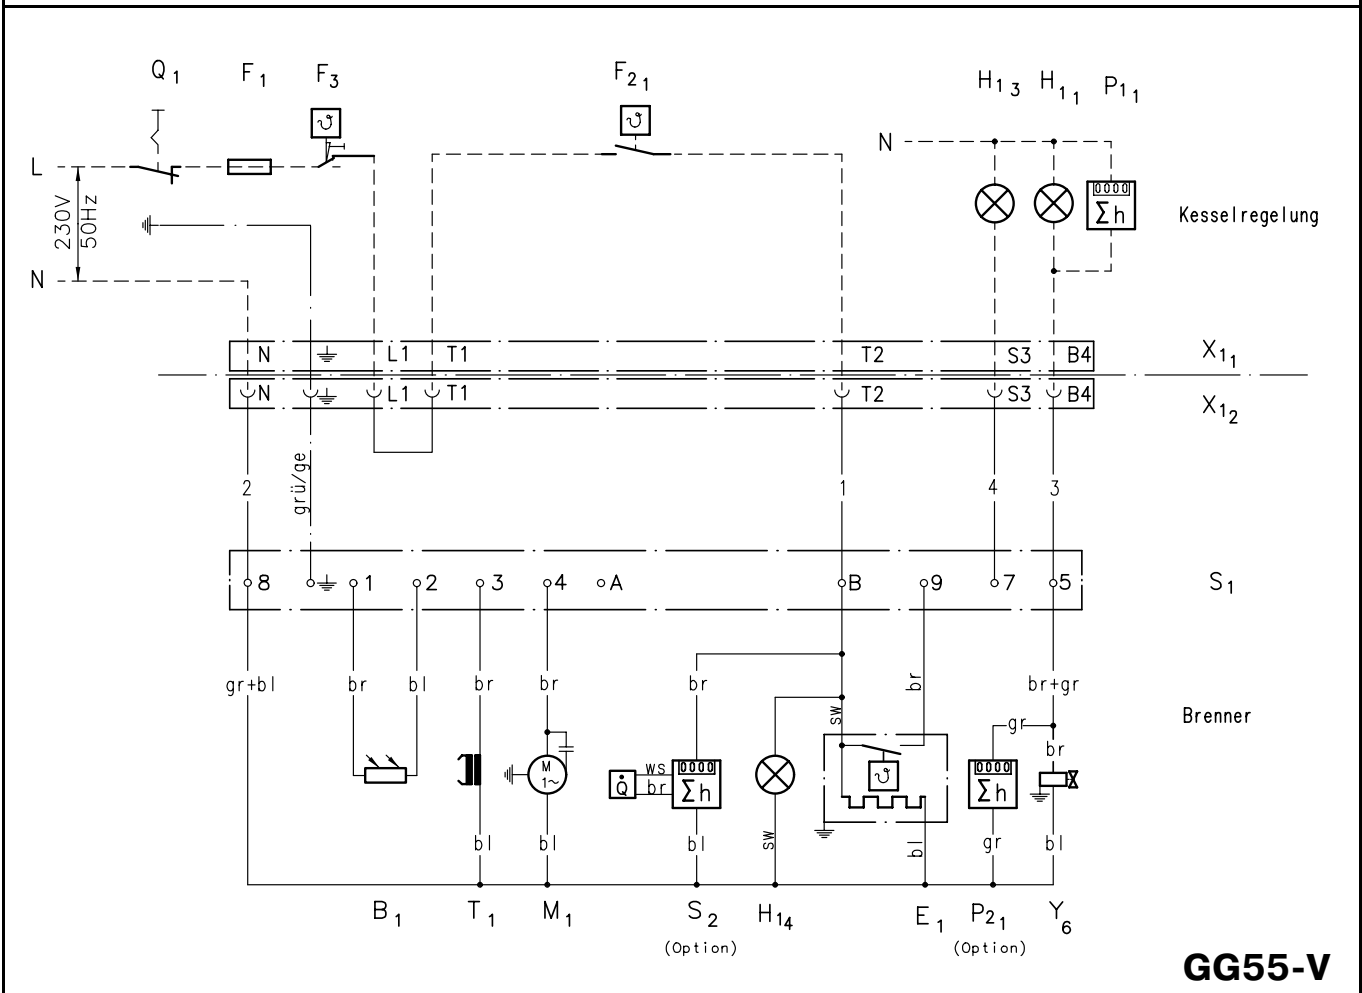 Q1 F1 F3 F21 H13 H11 P11
ϑ ϑ
L N
230V
50Hz
0000
Σh
Kesselregelung
N
N L1 T1 T2 S3 B4 X11
N L1 T1 T2 S3 B4 X12
2 grü/ge 1 4 3
8 1 2 3 4 A B 9 7 5 S1
gr+bl br bl br br br sw br br+gr
Brenner
gr
br
M
1~
Q̇ ws
br
0000
Σh
ϑ
0000
Σh
bl bl bl sw bl gr bl
B1 T1 M1 S2 H14 E1 P21 Y6
(Option) (Option)
GG55-V